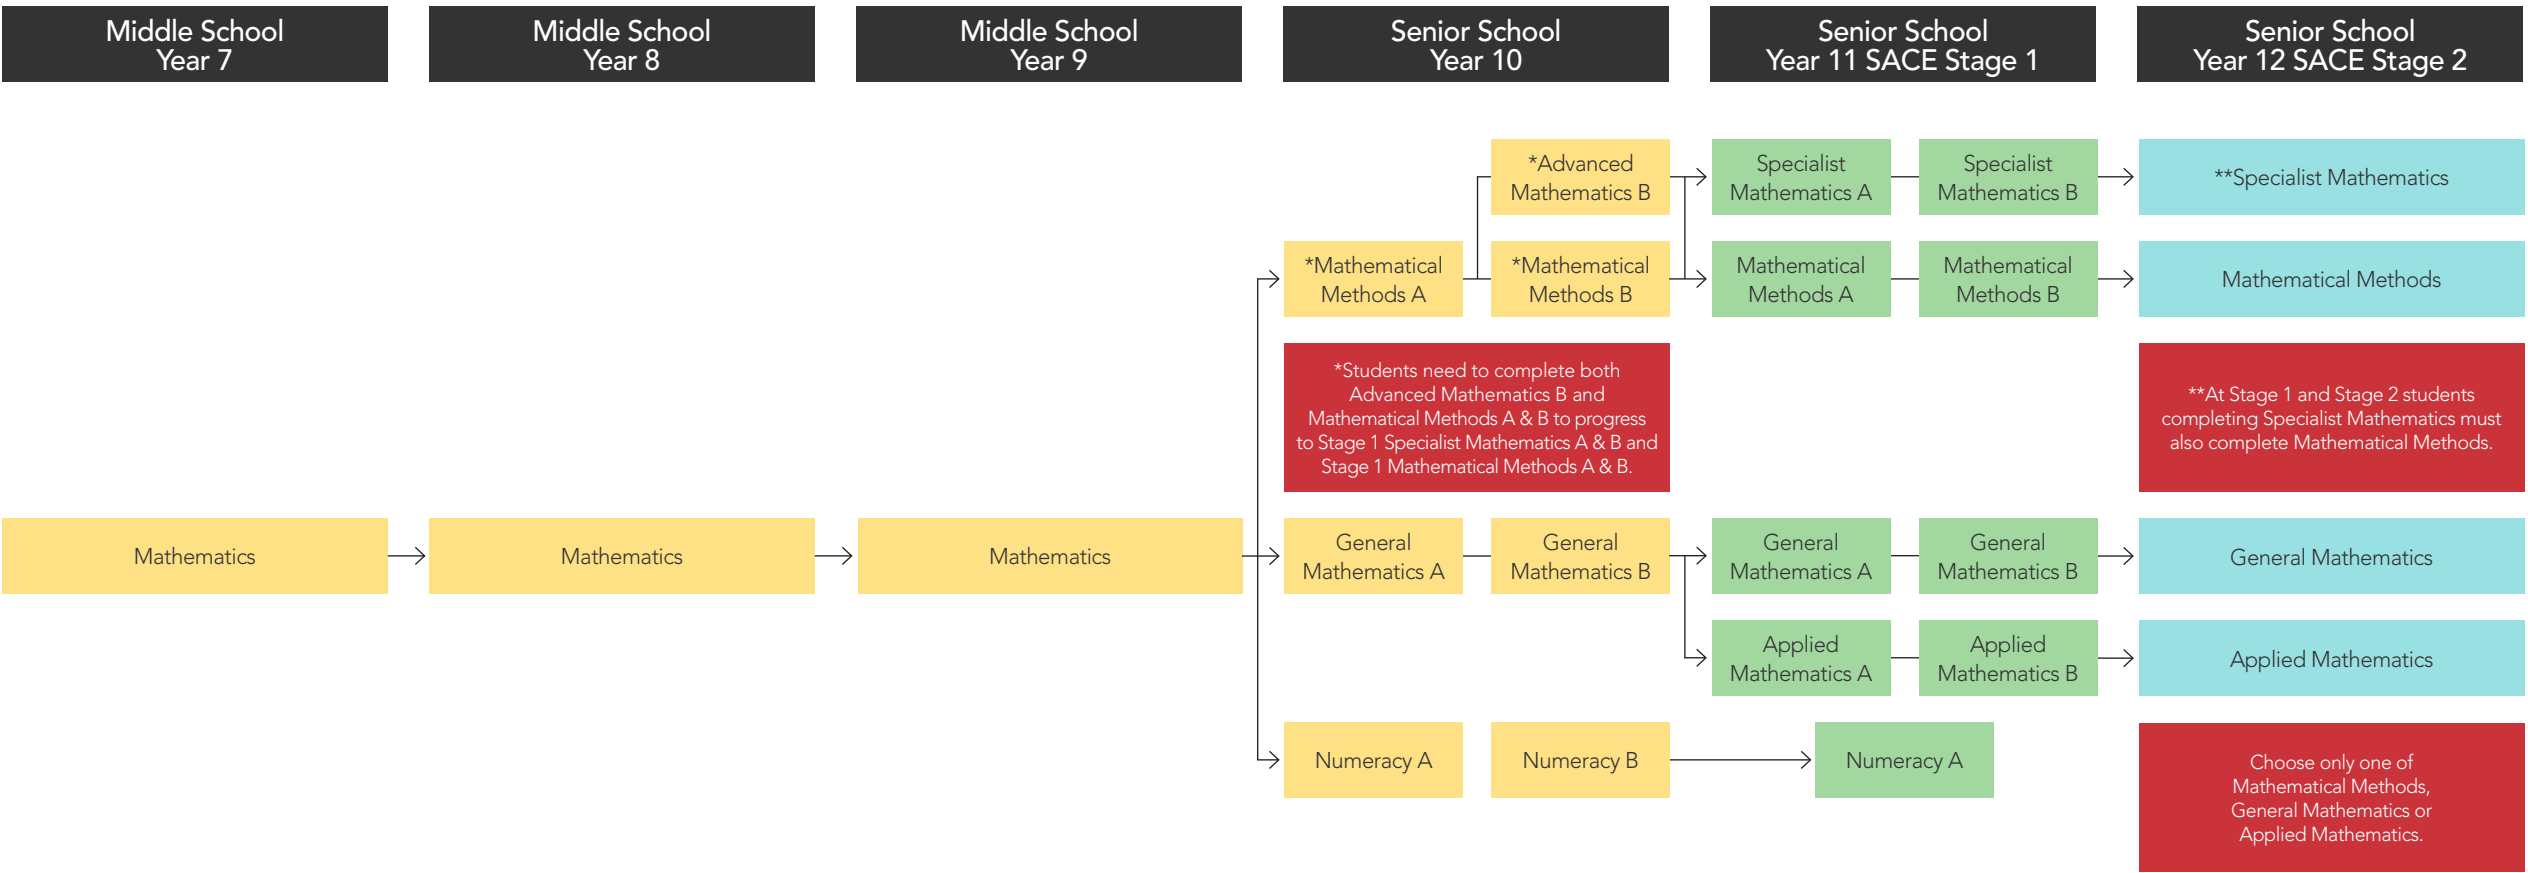 Middle School
Year 7
Middle School
Year 8
Middle School
Year 9
Senior School
Year 10
Senior School
Year 11 SACE Stage 1
Senior School
Year 12 SACE Stage 2
*Advanced
Mathematics B
Specialist
Mathematics A
Specialist
Mathematics B
**Specialist Mathematics
*Mathematical
Methods A
*Mathematical
Methods B
Mathematical
Methods A
Mathematical
Methods B
Mathematical Methods
*Students need to complete both
Advanced Mathematics B and
Mathematical Methods A & B to progress
to Stage 1 Specialist Mathematics A & B and
Stage 1 Mathematical Methods A & B.
**At Stage 1 and Stage 2 students
completing Specialist Mathematics must
also complete Mathematical Methods.
Mathematics
Mathematics
Mathematics
General
Mathematics A
General
Mathematics B
General
Mathematics A
General
Mathematics B
General Mathematics
Applied
Mathematics A
Applied
Mathematics B
Applied Mathematics
Numeracy A
Numeracy B
Numeracy A
Choose only one of
Mathematical Methods,
General Mathematics or
Applied Mathematics.